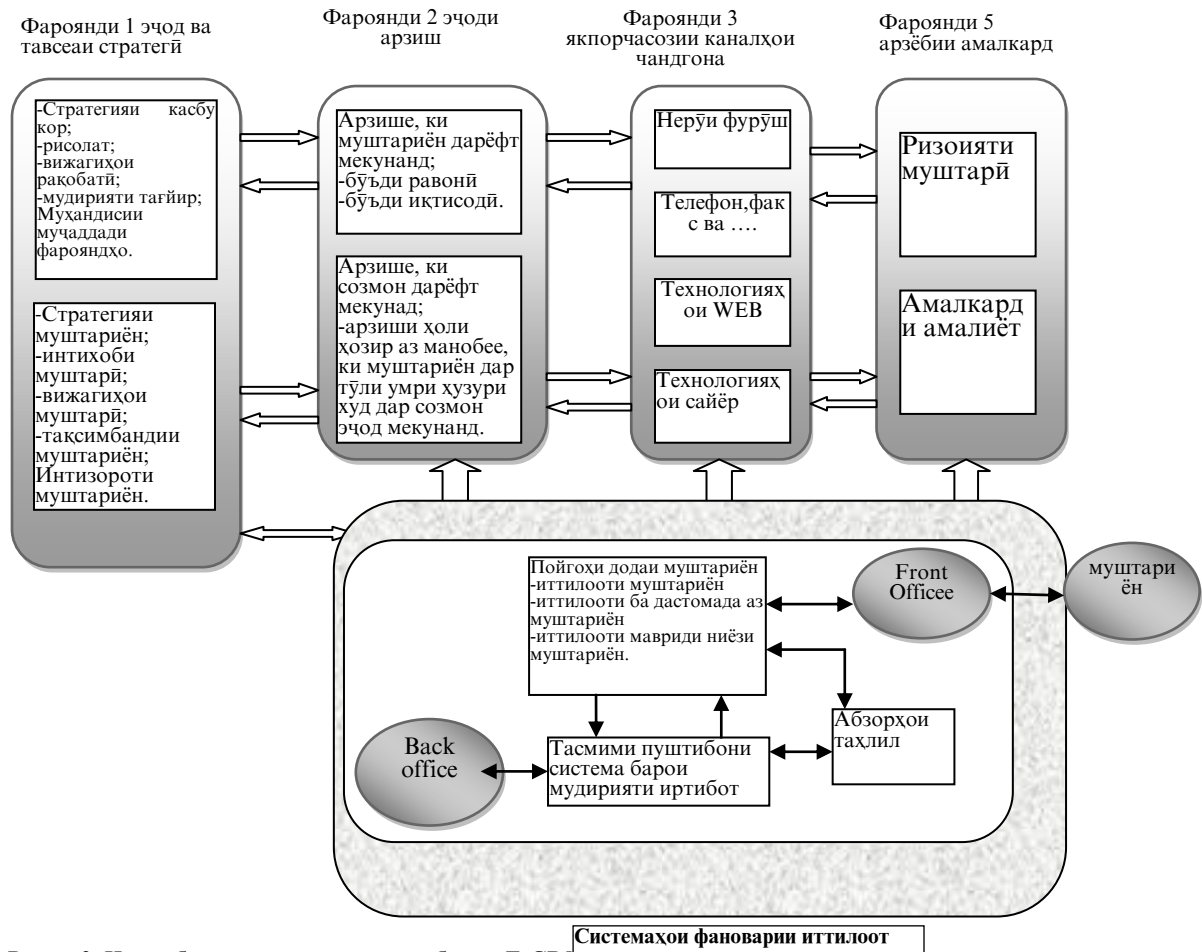 Фароянди 1 эҷод ва
тавсеаи стратегӣ
Фароянди 2 эҷоди
арзиш
Фароянди 3
якпорчасозии каналҳои
чандгона
Фароянди 5
арзёбии амалкард
-Стратегияи касбу
кор;
-рисолат;
-вижагиҳои
рақобатӣ;
-мудирияти тағйир;
Муҳандисии
муҷаддади
фарояндҳо.
-Стратегияи
муштариён;
-интихоби
муштарӣ;
-вижагиҳои
муштарӣ;
-тақсимбандии
муштариён;
Интизороти
муштариён.
Арзише, ки
муштариён дарёфт
мекунанд;
-бӯъди равонӣ
-бӯъди иқтисодӣ.
Арзише, ки
созмон дарёфт
мекунад;
-арзиши ҳоли
ҳозир аз манобее,
ки муштариён дар
тӯли умри ҳузури
худ дар созмон
эҷод мекунанд.
Нерӯи фурӯш
Телефон,фак
с ва ….
Технологияҳ
ои WEB
Технологияҳ
ои сайёр
Ризоияти
муштарӣ
Амалкард
и амалиёт
Пойгоҳи додаи муштариён
-иттилооти муштариён
-иттилооти ба дастомада аз
муштариён
-иттилооти мавриди ниёзи
муштариён.
Front
Officee
муштари
ён
Back
office
Тасмими пуштибони
система барои
мудирияти иртибот
Абзорҳои
таҳлил
Системаҳои фановарии иттилоот